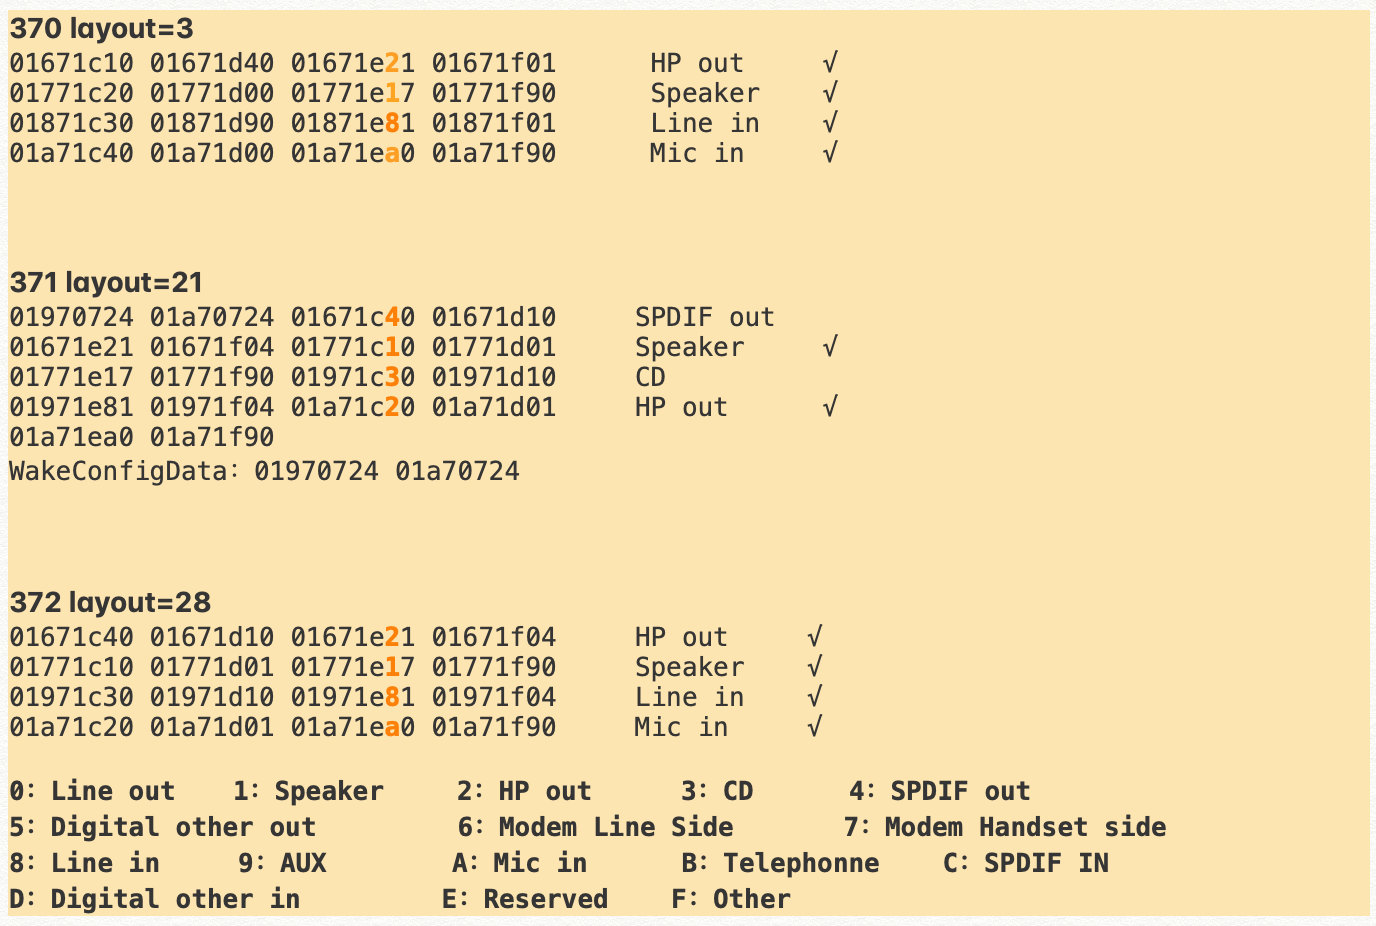 370 layout=3
01671c10 01671d40 01671e21 01671f01 HP out √
01771c20 01771d00 01771e17 01771f90 Speaker √
01871c30 01871d90 01871e81 01871f01 Line in √
01a71c40 01a71d00 01a71ea0 01a71f90 Mic in √
371 layout=21
01970724 01a70724 01671c40 01671d10 SPDIF out
01671e21 01671f04 01771c10 01771d01 Speaker √
01771e17 01771f90 01971c30 01971d10 CD
01971e81 01971f04 01a71c20 01a71d01 HP out √
01a71ea0 01a71f90
WakeConfigData: 01970724 01a70724
372 layout=28
01671c40 01671d10 01671e21 01671f04 HP out √
01771c10 01771d01 01771e17 01771f90 Speaker √
01971c30 01971d10 01971e81 01971f04 Line in √
01a71c20 01a71d01 01a71ea0 01a71f90 Mic in √
0: Line out 1: Speaker 2: HP out 3: CD 4: SPDIF out
5: Digital other out 6: Modem Line Side 7: Modem Handset side
8: Line in 9: AUX A: Mic in B: Telephonne C: SPDIF IN
D: Digital other in E: Reserved F: Other